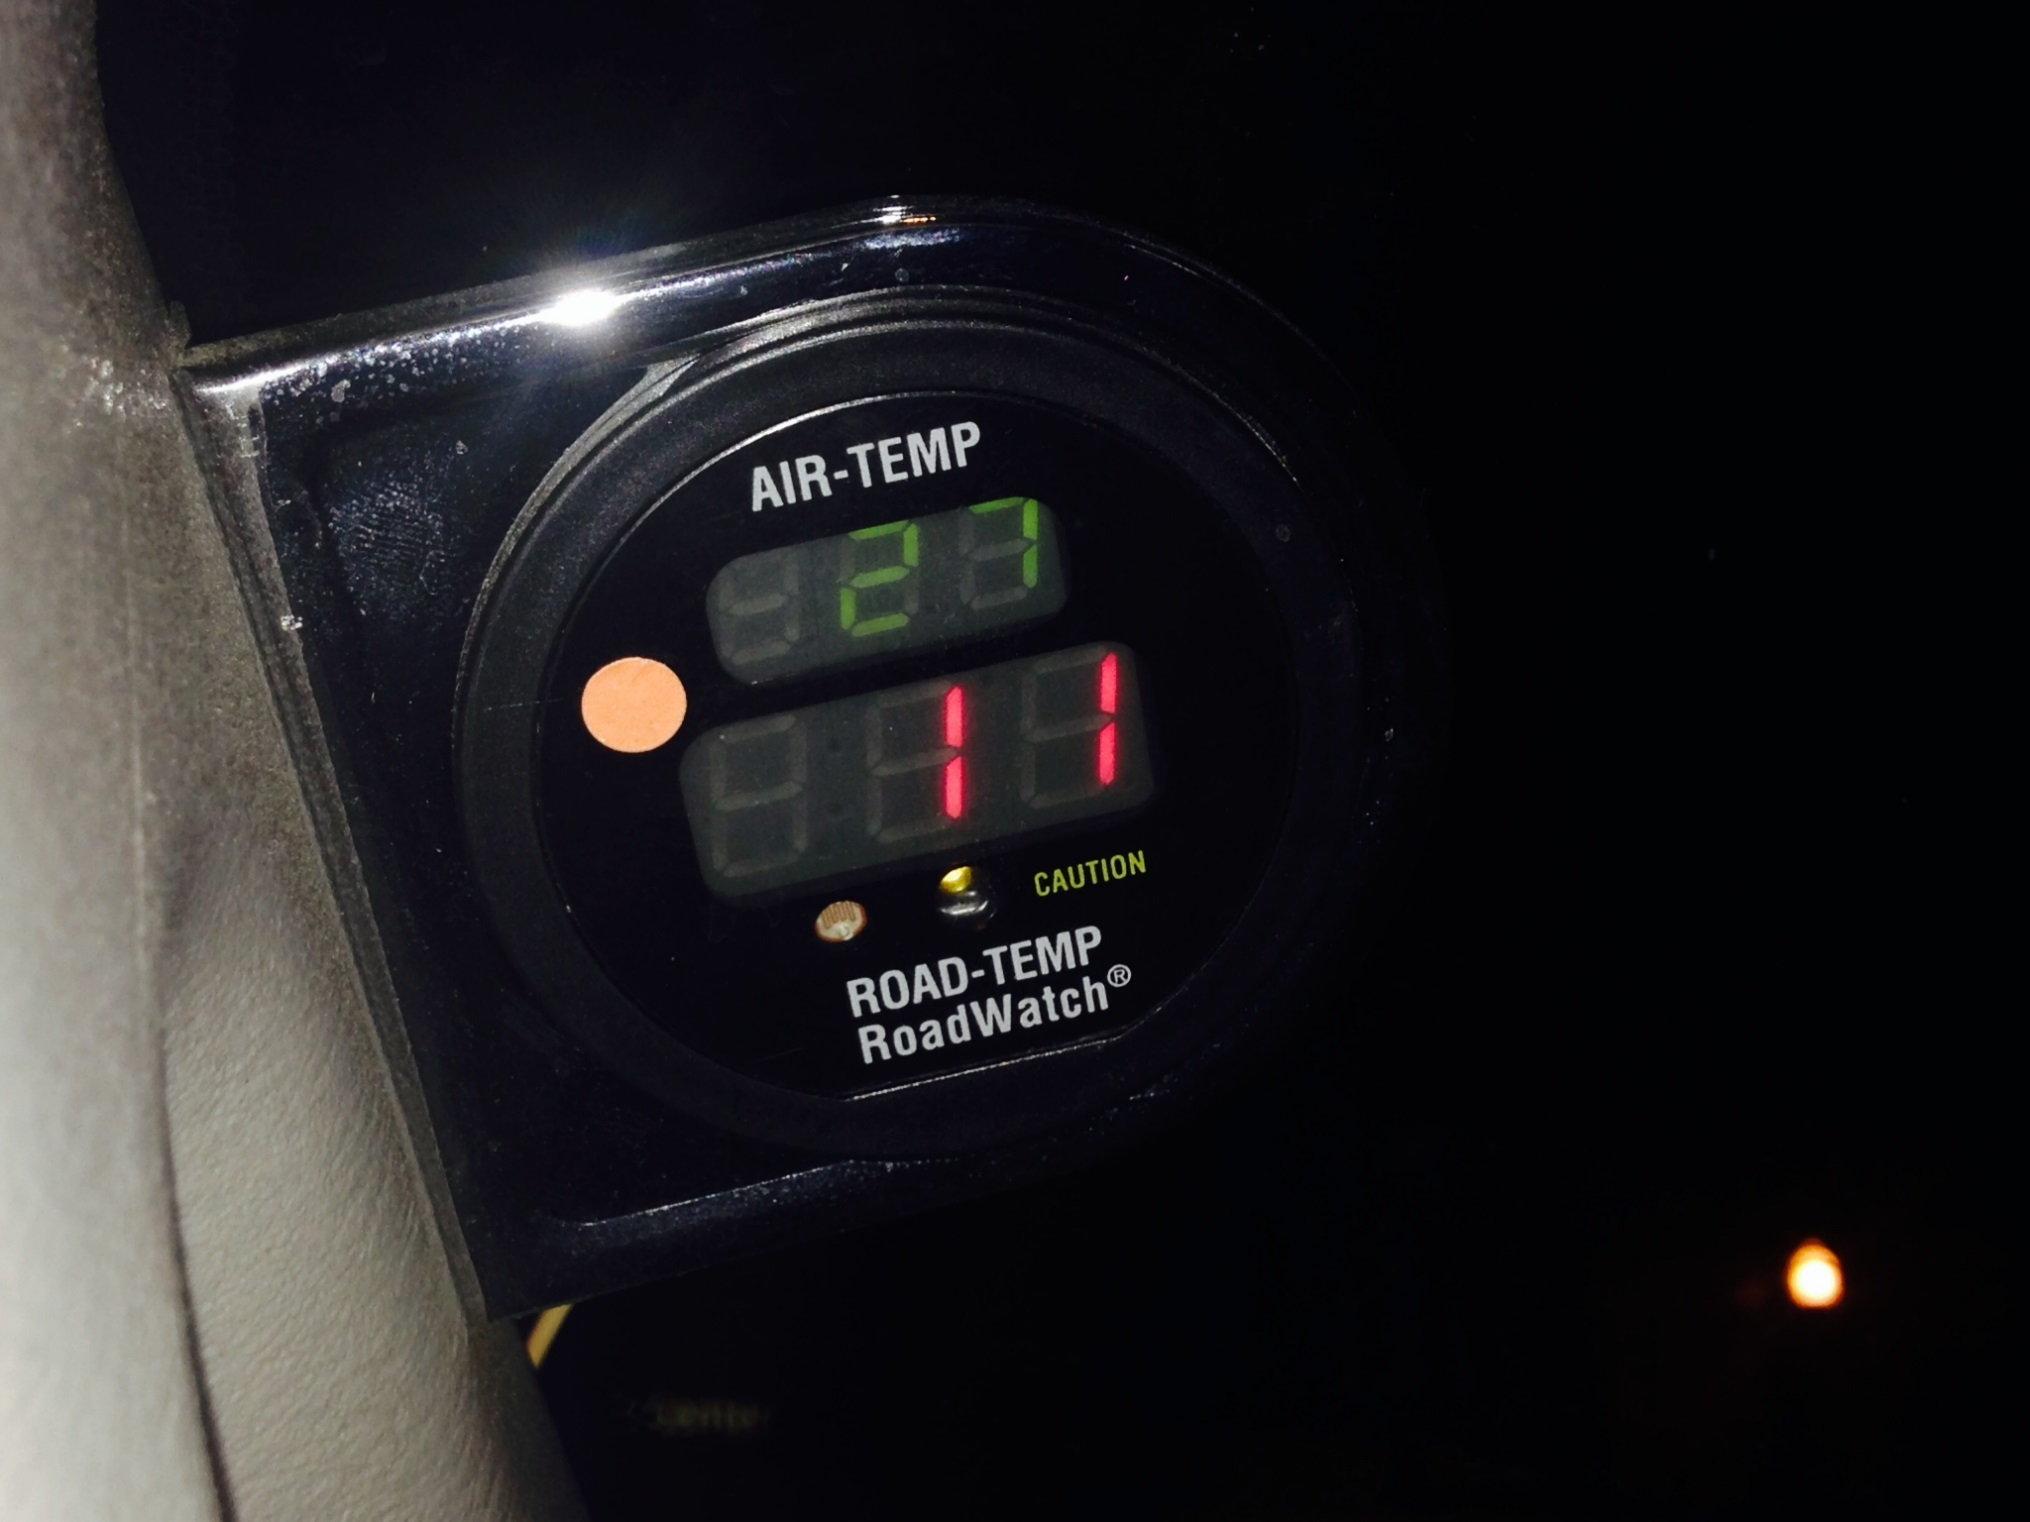 AIR-TEMP
27
11
CAUTION
ROAD-TEMP
RoadWatch®